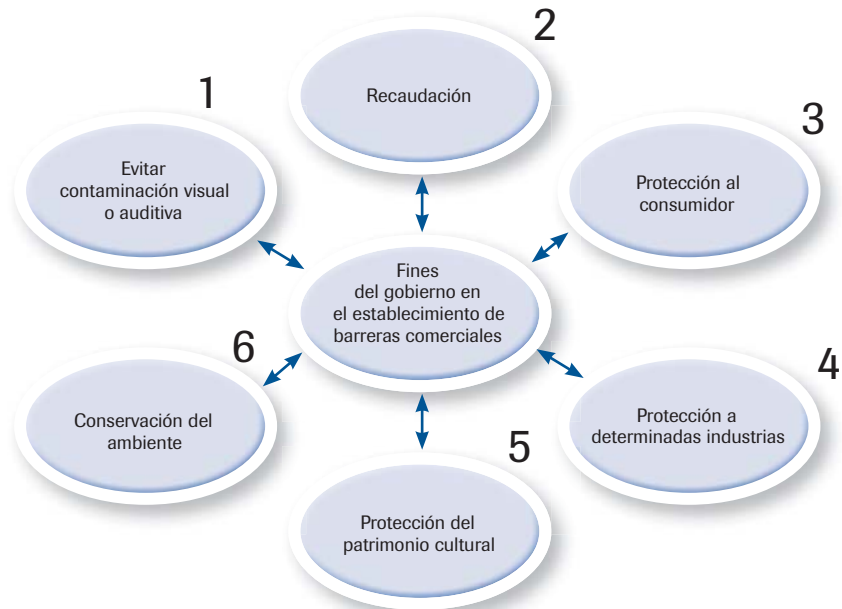 1
Evitar
contaminación visual
o auditiva
2
Recaudación
3
Protección al
consumidor
Fines
del gobierno en
el establecimiento de
barreras comerciales
4
Protección a
determinadas industrias
5
Protección del
patrimonio cultural
6
Conservación del
ambiente